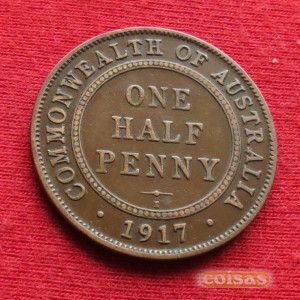 COMMONWEALTH OF AUSTRALIA
ONE
HALF
PENNY
· 1917 ·
coisas